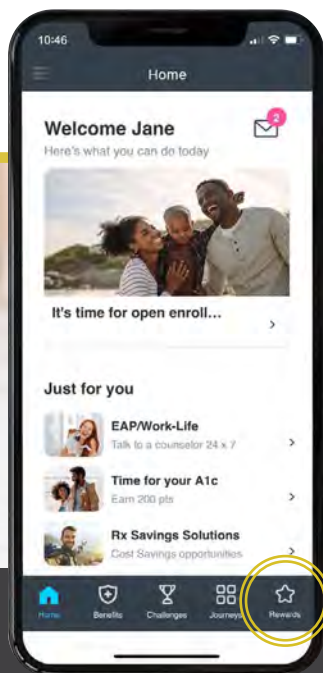 10:46
Home
Welcome Jane
2
Here's what you can do today
It's time for open enroll...
Just for you
EAP/Work-Life
Talk to a counselor 24 x 7
Time for your A1c
Earn 200 pts
Rx Savings Solutions
Cost Savings opportunities
Home Benefits Challenges Journeys Rewards